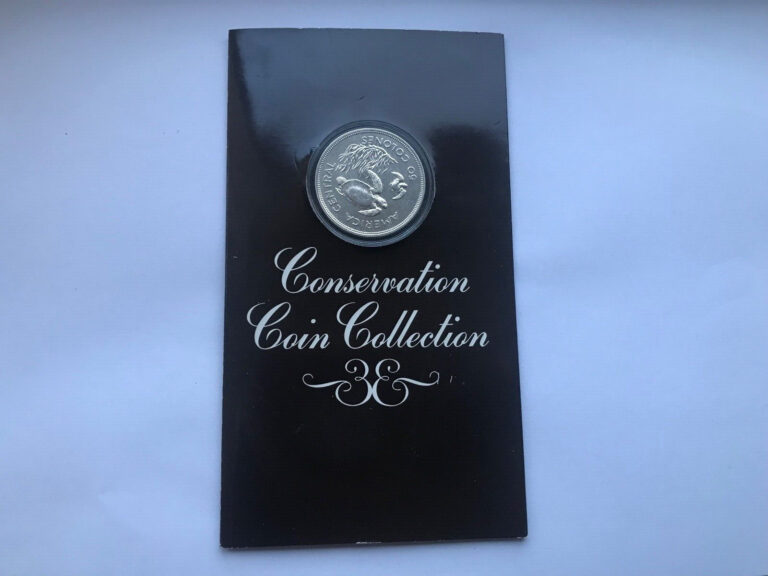 AMERICA CENTRAL
50 COLONES
Conservation
Coin Collection